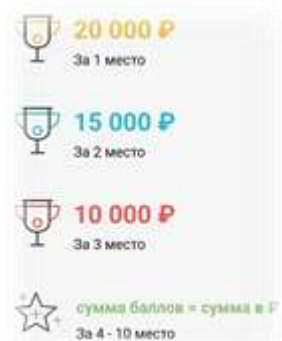 20 000 ₽
За 1 место
15 000 ₽
За 2 место
10 000 ₽
За 3 место
сумма баллов = сумма в ₽
За 4 - 10 место